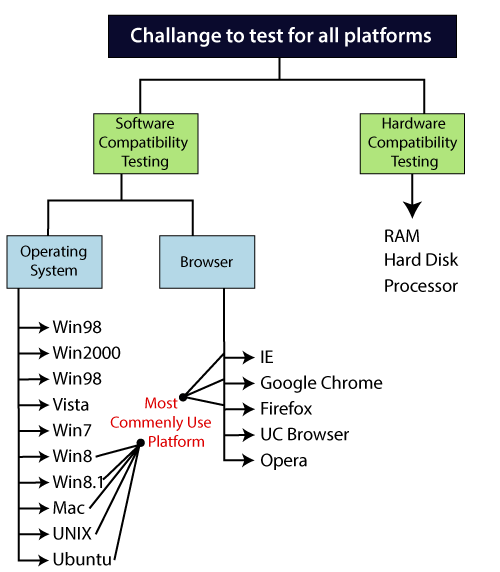 Challange to test for all platforms
Software
Compatibility
Testing
Hardware
Compatibility
Testing
RAM
Hard Disk
Processor
Operating
System
Browser
Win98
Win2000
Win98
Vista
Win7
Win8
Win8.1
Mac
UNIX
Ubuntu
Most
Commenly Use
Platform
IE
Google Chrome
Firefox
UC Browser
Opera